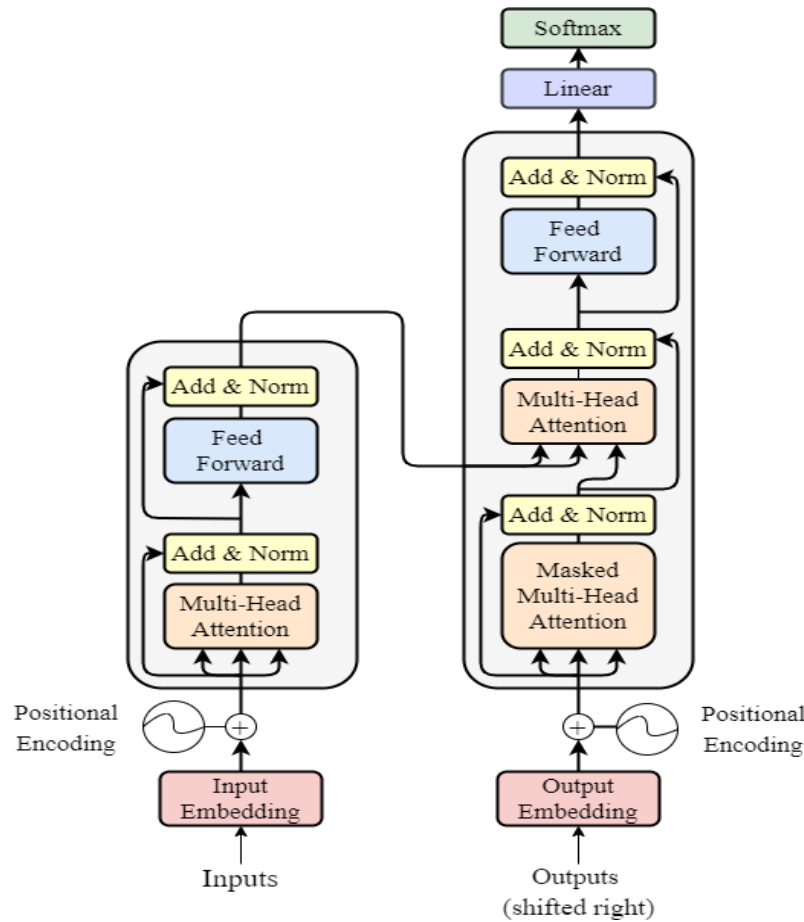 Softmax
Linear
Add & Norm
Feed
Forward
Add & Norm
Multi-Head
Attention
Add & Norm
Masked
Multi-Head
Attention
Add & Norm
Feed
Forward
Add & Norm
Multi-Head
Attention
Positional
Encoding
+
+
Positional
Encoding
Input
Embedding
Output
Embedding
Inputs
Outputs
(shifted right)